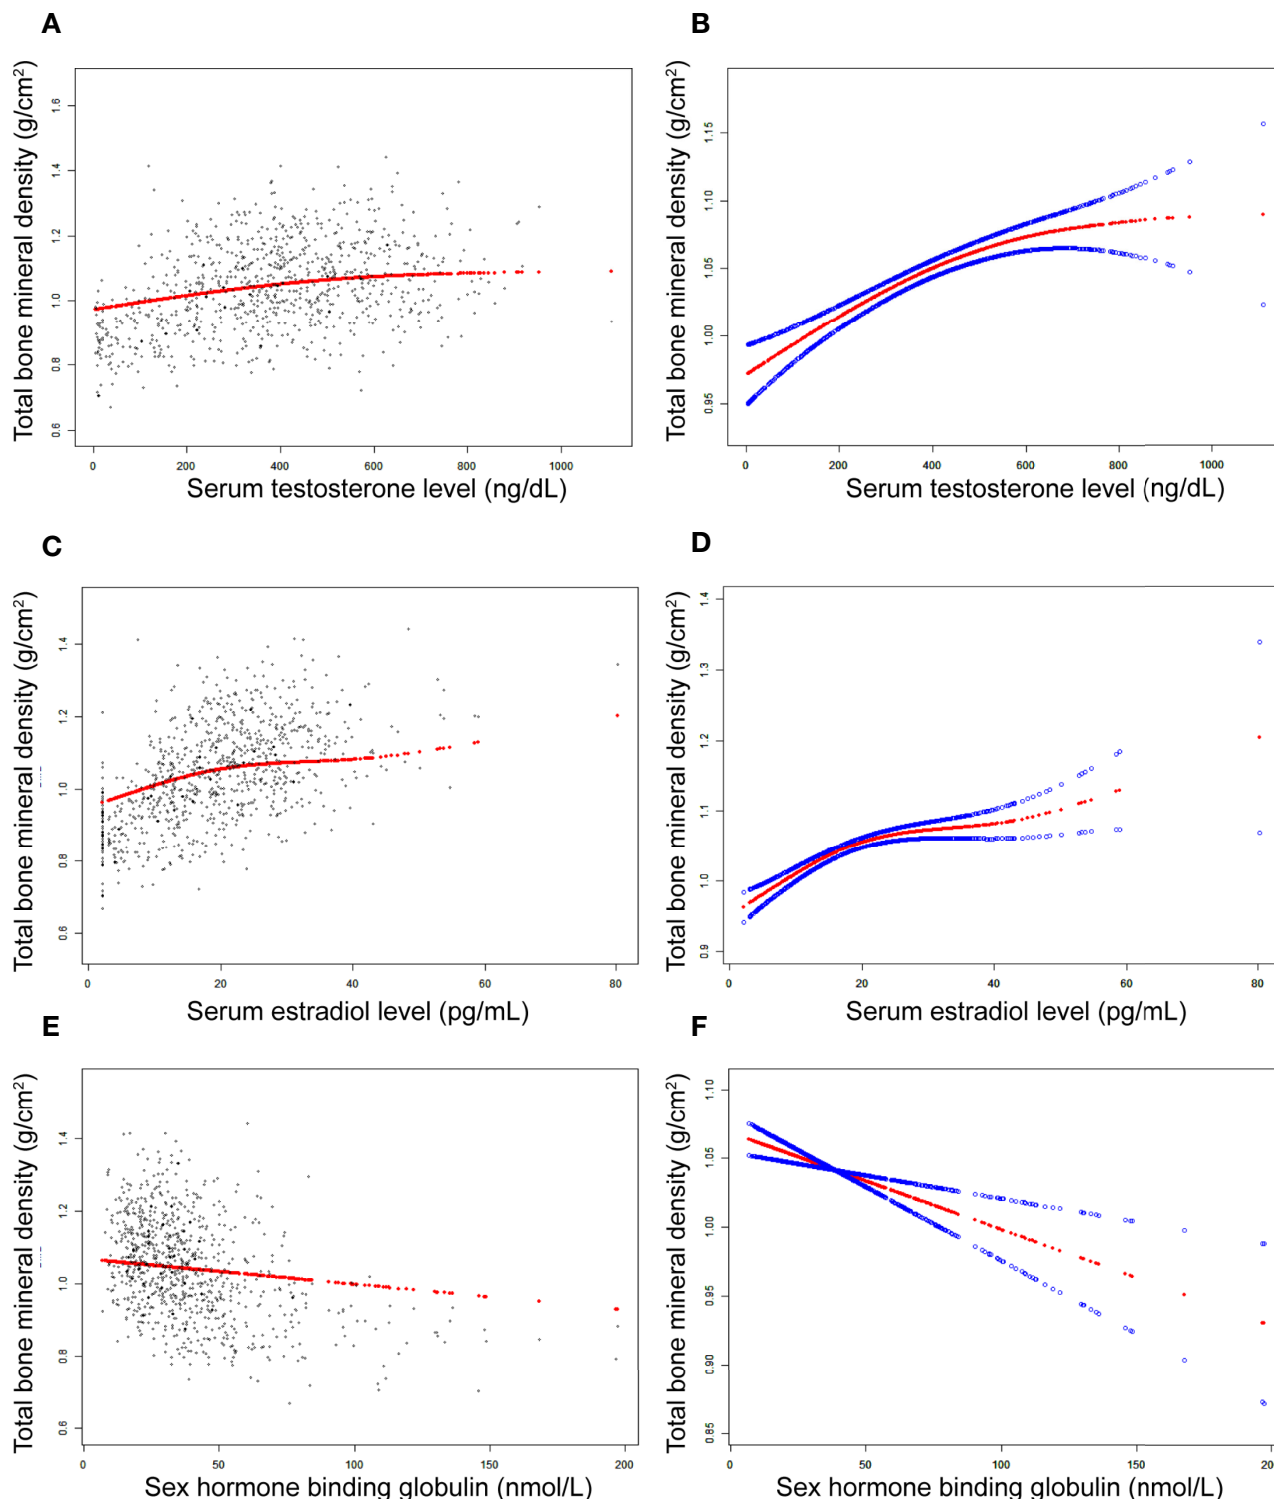 A
B
Total bone mineral density (g/cm²)
1.6
1.4
1.2
1.0
0.8
0.6
0 200 400 600 800 1000
Serum testosterone level (ng/dL)
Total bone mineral density (g/cm²)
1.15
1.10
1.05
1.00
0.95
0 200 400 600 800 1000
Serum testosterone level (ng/dL)
C
D
Total bone mineral density (g/cm²)
1.4
1.2
1.0
0.8
0.6
0 20 40 60 80
Serum estradiol level (pg/mL)
Total bone mineral density (g/cm²)
1.4
1.3
1.2
1.1
1.0
0.9
0 20 40 60 80
Serum estradiol level (pg/mL)
E
F
Total bone mineral density (g/cm²)
1.4
1.2
1.0
0.8
0.6
0 50 100 150 200
Sex hormone binding globulin (nmol/L)
Total bone mineral density (g/cm²)
1.10
1.05
1.00
0.95
0.90
0.85
0 50 100 150 200
Sex hormone binding globulin (nmol/L)